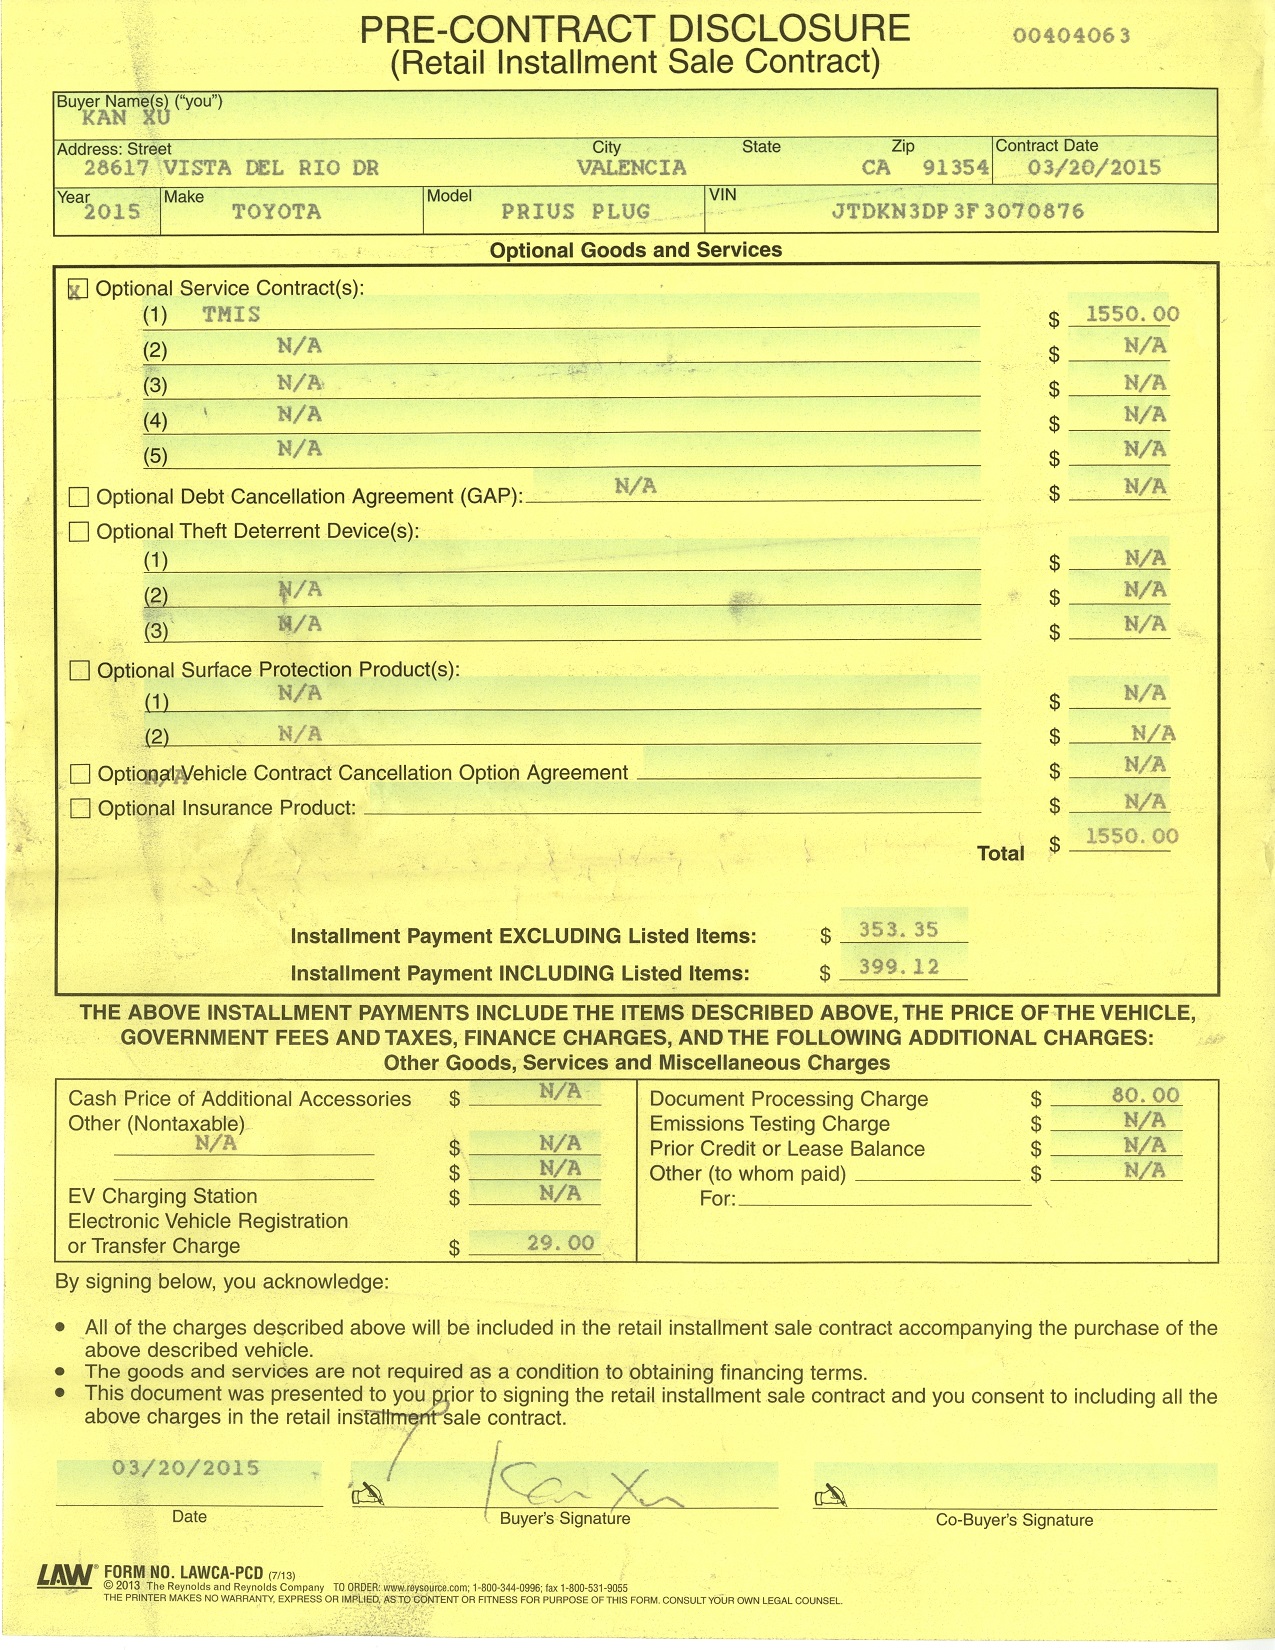 PRE-CONTRACT DISCLOSURE
00404063
(Retail Installment Sale Contract)
Buyer Name(s) (“you”)
KAN XU
Address: Street City State Zip Contract Date
28617 VISTA DEL RIO DR VALENCIA CA 91354 03/20/2015
Year Make Model VIN
2015 TOYOTA PRIUS PLUG JTDKN3DP3F3070876
Optional Goods and Services
X Optional Service Contract(s):
(1) TMIS $ 1550.00
(2) N/A $ N/A
(3) N/A $ N/A
(4) N/A $ N/A
(5) N/A $ N/A
Optional Debt Cancellation Agreement (GAP): N/A $ N/A
Optional Theft Deterrent Device(s):
(1) $ N/A
(2) N/A $ N/A
(3) N/A $ N/A
Optional Surface Protection Product(s):
(1) N/A $ N/A
(2) N/A $ N/A
Optional Vehicle Contract Cancellation Option Agreement $ N/A
N/A
Optional Insurance Product: $ N/A
Total $ 1550.00
Installment Payment EXCLUDING Listed Items: $ 353.35
Installment Payment INCLUDING Listed Items: $ 399.12
THE ABOVE INSTALLMENT PAYMENTS INCLUDE THE ITEMS DESCRIBED ABOVE, THE PRICE OF THE VEHICLE,
GOVERNMENT FEES AND TAXES, FINANCE CHARGES, AND THE FOLLOWING ADDITIONAL CHARGES:
Other Goods, Services and Miscellaneous Charges
Cash Price of Additional Accessories $ N/A
Other (Nontaxable)
N/A $ N/A
$ N/A
EV Charging Station $ N/A
Electronic Vehicle Registration
or Transfer Charge $ 29.00
Document Processing Charge $ 80.00
Emissions Testing Charge $ N/A
Prior Credit or Lease Balance $ N/A
Other (to whom paid) $ N/A
For:
By signing below, you acknowledge:
• All of the charges described above will be included in the retail installment sale contract accompanying the purchase of the
above described vehicle.
• The goods and services are not required as a condition to obtaining financing terms.
• This document was presented to you prior to signing the retail installment sale contract and you consent to including all the
above charges in the retail installment sale contract.
03/20/2015 Kan Xu
Date Buyer's Signature Co-Buyer's Signature
LAW® FORM NO. LAWCA-PCD (7/13)
© 2013 The Reynolds and Reynolds Company TO ORDER: www.reysource.com; 1-800-344-0996; fax 1-800-531-9055
THE PRINTER MAKES NO WARRANTY, EXPRESS OR IMPLIED, AS TO CONTENT OR FITNESS FOR PURPOSE OF THIS FORM. CONSULT YOUR OWN LEGAL COUNSEL.